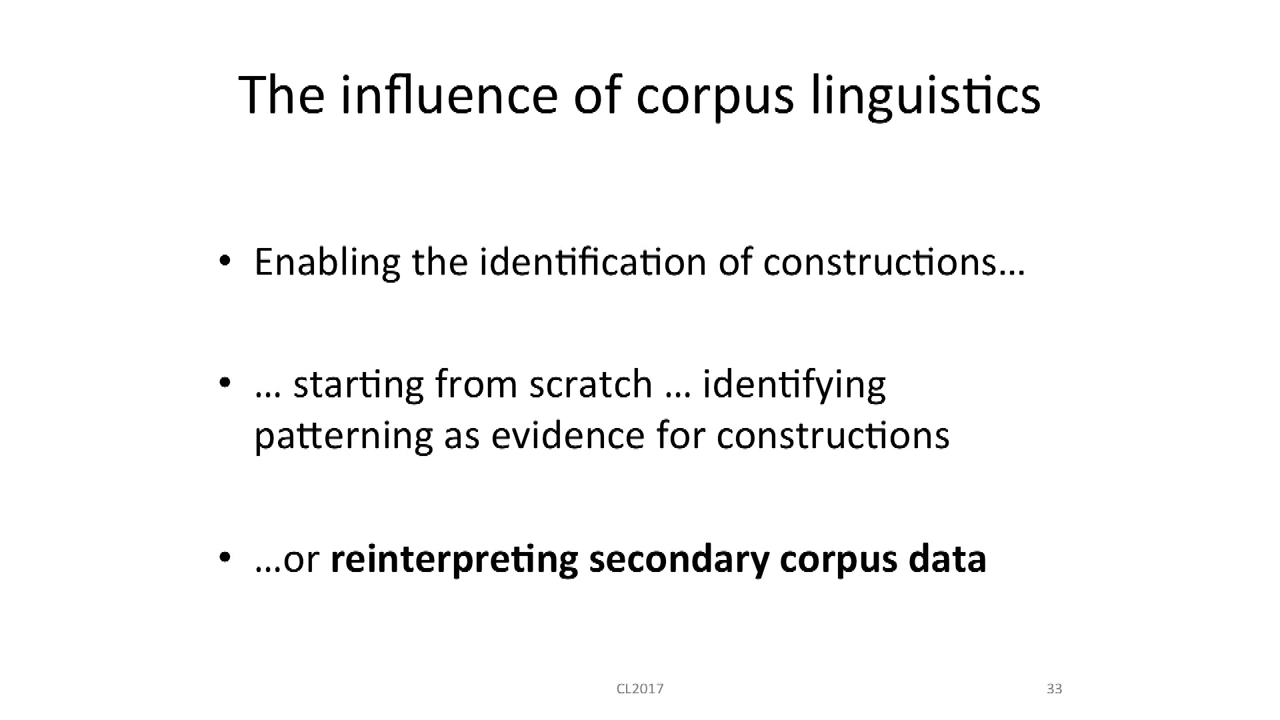 The influence of corpus linguistics
• Enabling the identification of constructions…
• … starting from scratch … identifying
patterning as evidence for constructions
• …or reinterpreting secondary corpus data
CL2017
33